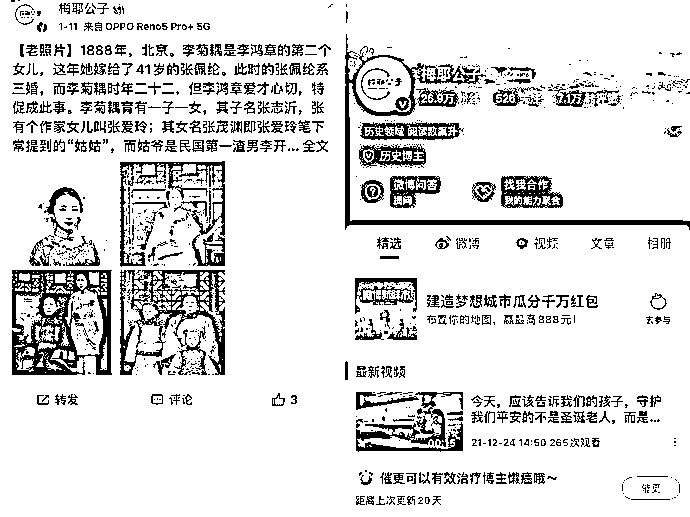 梅耶公子
1-11 来自OPPO Reno5 Pro+ 5G
【老照片】1888年，北京。李菊耦是李鸿章的第二个
女儿，这年她嫁给了41岁的张佩纶。此时的张佩纶系
三婚，而李菊耦时年二十二，但李鸿章爱才心切，特
促成此事。李菊耦育有一子一女，其子名张志沂，张
有个作家女儿叫张爱玲；其女名张茂渊即张爱玲笔下
常提到的“姑姑”，而姑爷是民国第一渣男李开... 全文
转发
评论
3
梅耶公子
26.9万
526
7.1万
历史博主
微博问答
找我合作
精选
微博
视频
文章
相册
建造梦想城市瓜分千万红包
布置你的地图，赢最高888元！
去参与
最新视频
今天，应该告诉我们的孩子，守护
我们平安的不是圣诞老人，而是...
00:15
21-12-24 14:50 265次观看
催更可以有效治疗博主懒癌哦～
距离上次更新20天
催更